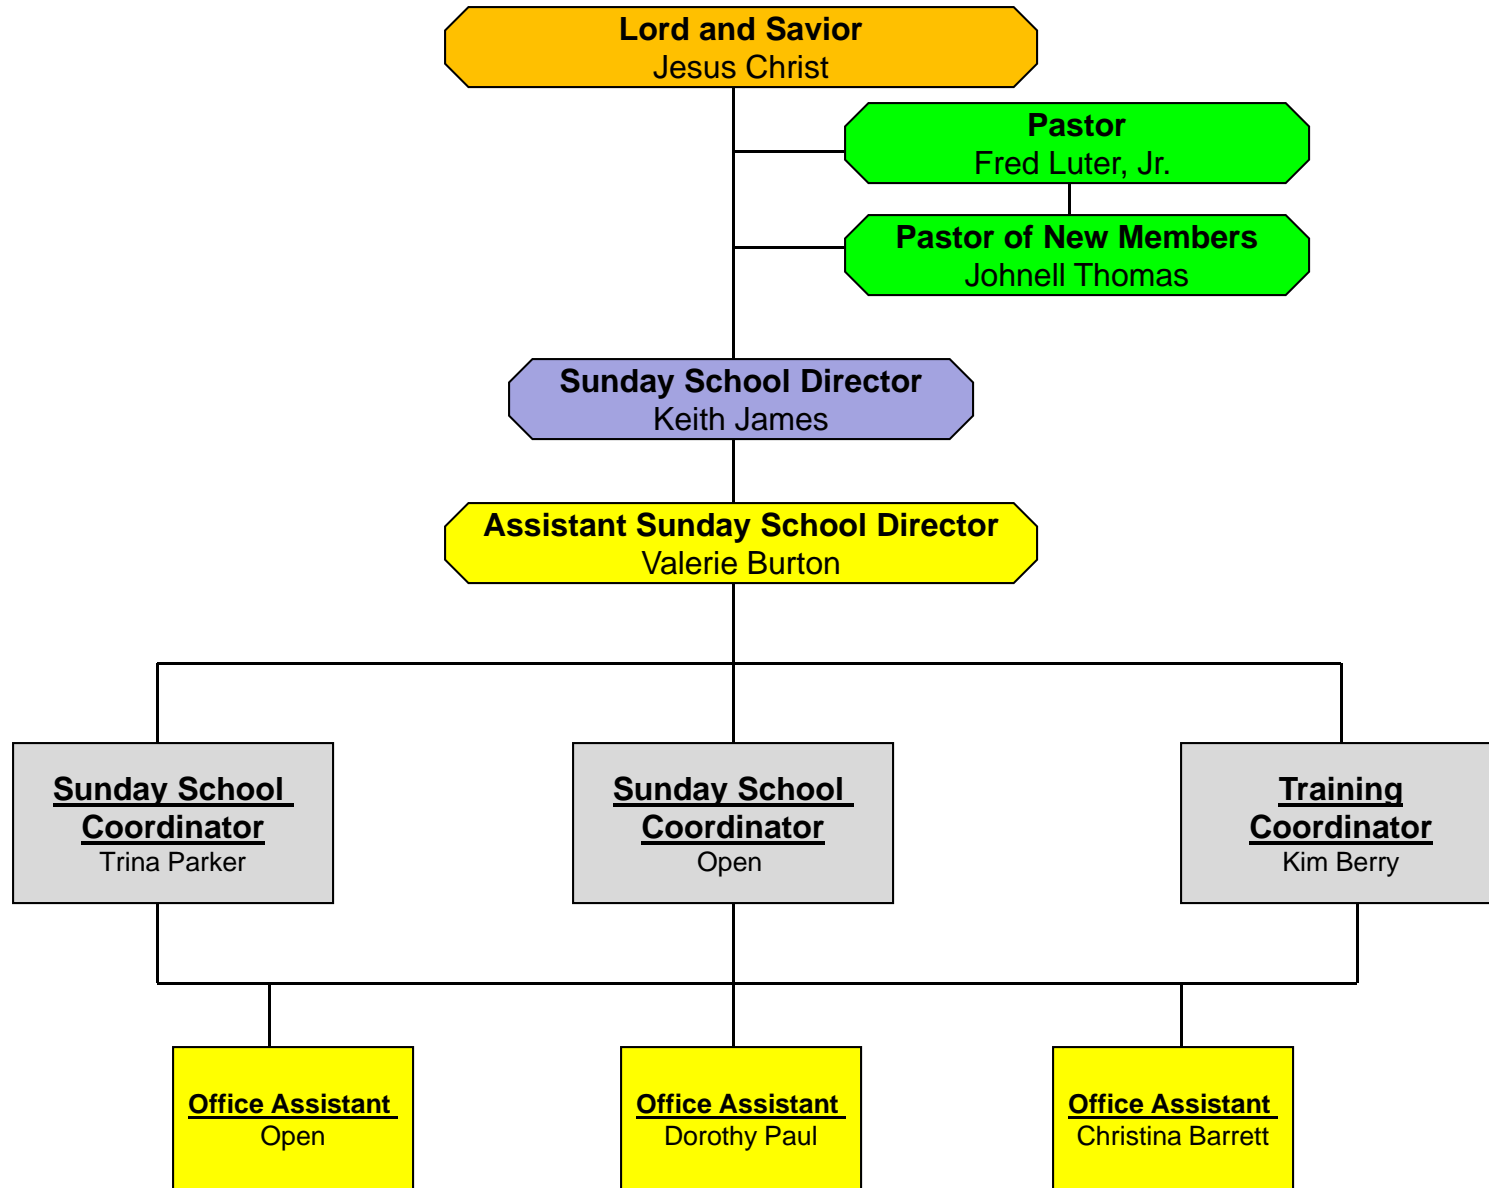 Lord and Savior
Jesus Christ
Pastor
Fred Luter, Jr.
Pastor of New Members
Johnell Thomas
Sunday School Director
Keith James
Assistant Sunday School Director
Valerie Burton
Sunday School
Coordinator
Trina Parker
Sunday School
Coordinator
Open
Training
Coordinator
Kim Berry
Office Assistant
Open
Office Assistant
Dorothy Paul
Office Assistant
Christina Barrett